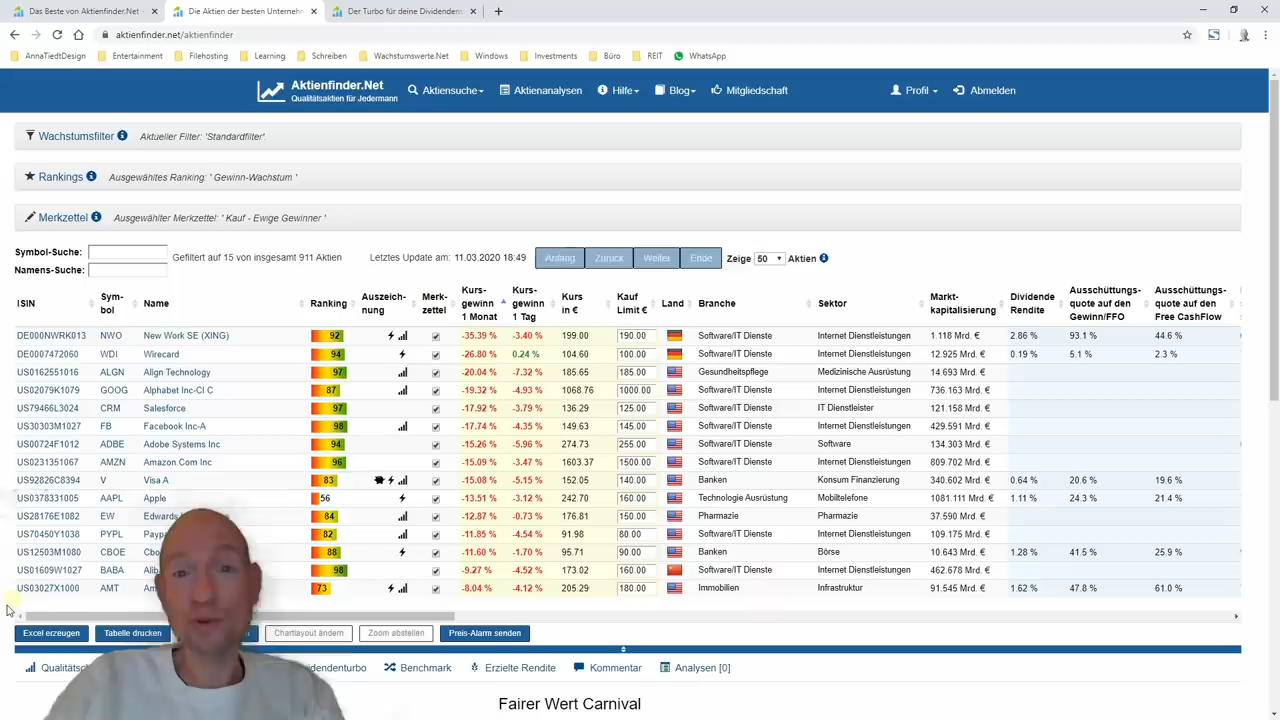 Das Beste von Aktienfinder.Net - Die Aktien der besten Unternehm Der Turbo für deine Dividenden
aktienfinder.net/aktienfinder
AnnaTiedtDesign Entertainment Filehosting Learning Schreiben Wachstumswerte.Net Windows Investments Büro REIT WhatsApp
Aktienfinder.Net
Qualitätsaktien für Jedermann
Aktiensuche Aktienanalysen Hilfe Blog Mitgliedschaft Profil Abmelden
Wachstumsfilter Aktueller Filter: 'Standardfilter'.
Rankings Ausgewähltes Ranking: ' Gewinn-Wachstum '
Merkzettel Ausgewählter Merkzettel: ' Kauf - Ewige Gewinner '
Symbol-Suche:
Namens-Suche:
Gefiltert auf 15 von insgesamt 911 Aktien Letztes Update am: 11.03.2020 18:49 Anfang Zurück Weiter Ende Zeige 50 Aktien
ISIN Sym-bol Name Ranking Auszeich-nung Merk-zettel Kurs-gewinn 1 Monat Kurs-gewinn 1 Tag Kurs in € Kauf Limit € Land Branche Sektor Markt-kapitalisierung Dividende Rendite Ausschüttungs-quote auf den Gewinn/FFO Ausschüttungs-quote auf den Free CashFlow
DE000NWRK013 NWO New Work SE (XING) 92 -35.39 % -3.40 % 199.00 190.00 Software/IT Dienste Internet Dienstleistungen 1.118 Mrd. € 2.86 % 93.1 % 44.6 %
DE0007472060 WDI Wirecard 94 -26.80 % 0.24 % 104.60 100.00 Software/IT Dienste Internet Dienstleistungen 12.925 Mrd. € 0.19 % 5.1 % 2.3 %
US0162551016 ALGN Align Technology 97 -20.04 % -7.32 % 185.65 185.00 Gesundheitspflege Medizinische Ausrüstung 14.693 Mrd. €
US02079K1079 GOOG Alphabet Inc-Cl C 87 -19.32 % -4.93 % 1068.76 1000.00 Software/IT Dienste Internet Dienstleistungen 736.163 Mrd. €
US79466L3024 CRM Salesforce 97 -17.92 % -3.79 % 136.29 125.00 Software/IT Dienste IT Dienstleister 121.158 Mrd. €
US30303M1027 FB Facebook Inc-A 98 -17.74 % -4.35 % 149.63 145.00 Software/IT Dienste Internet Dienstleistungen 429.591 Mrd. €
US00724F1012 ADBE Adobe Systems Inc 94 -15.26 % -5.96 % 274.73 255.00 Software/IT Dienste Software 134.303 Mrd. €
US0231351067 AMZN Amazon.Com Inc 96 -15.09 % -3.47 % 1603.37 1500.00 Software/IT Dienste Internet Dienstleistungen 809.702 Mrd. €
US92826C8394 V Visa A 83 -15.08 % -5.15 % 152.05 140.00 Banken Konsum Finanzierung 340.602 Mrd. € 0.64 % 20.6 % 19.6 %
US0378331005 AAPL Apple 56 -13.51 % -3.12 % 242.70 160.00 Technologie Ausrüstung Mobiltelefone 1081.111 Mrd. € 1.11 % 24.3 % 21.4 %
US28176E1082 EW Edwards 84 -12.87 % -0.73 % 176.81 150.00 Pharmazie Pharmazie 37.590 Mrd. €
US70450Y1038 PYPL Payp 82 -11.85 % -4.54 % 91.98 80.00 Software/IT Dienste Internet Dienstleistungen 109.175 Mrd. €
US12503M1080 CBOE Cbo 88 -11.60 % -1.70 % 95.71 90.00 Banken Börse 10.643 Mrd. € 1.28 % 41.5 % 25.9 %
US01609W1027 BABA Alib 98 -9.27 % -4.52 % 173.02 160.00 Software/IT Dienste Internet Dienstleistungen 462.678 Mrd. €
US03027X1000 AMT Am 73 -8.04 % -4.12 % 205.29 180.00 Immobilien Infrastruktur 91.545 Mrd. € 1.62 % 47.8 % 61.0 %
Excel erzeugen Tabelle drucken Chartlayout ändern Zoom abstellen Preis-Alarm senden
Qualitätsc idendenturbo Benchmark Erzielte Rendite Kommentar Analysen [0]
Fairer Wert Carnival